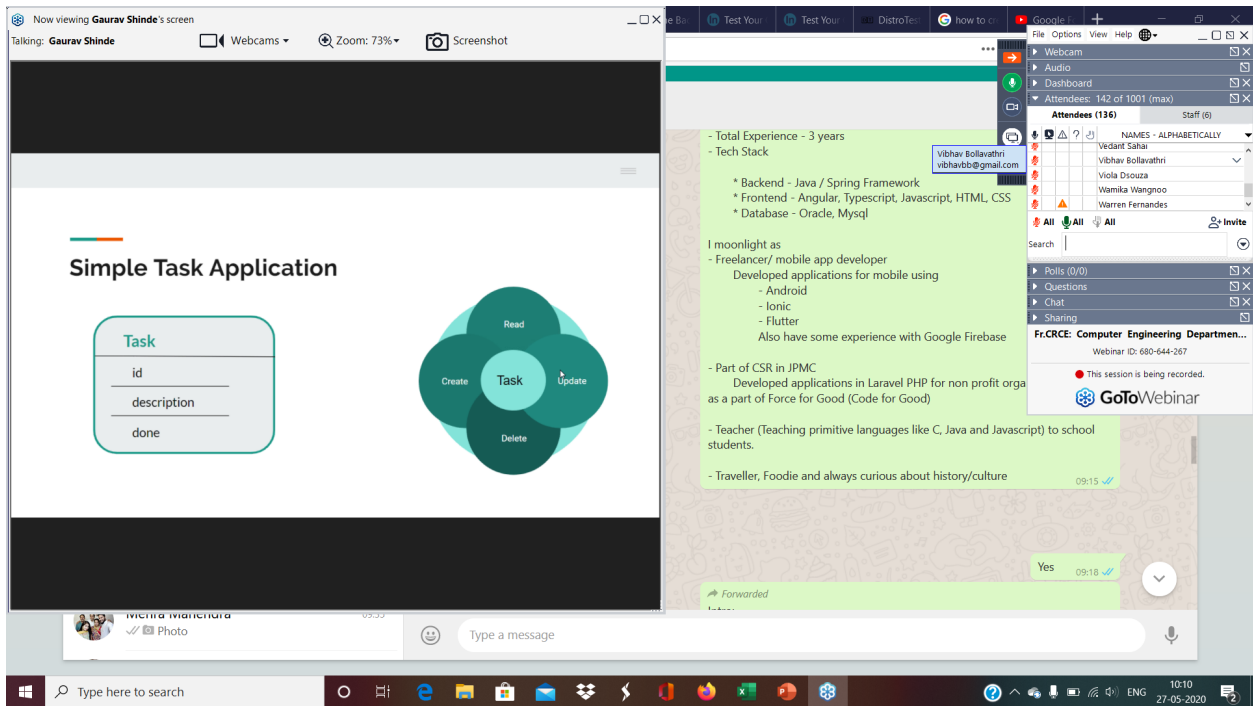 Now viewing Gaurav Shinde's screen
Talking: Gaurav Shinde
Webcams
Zoom: 73%
Screenshot
Simple Task Application
Task
id
description
done
Read
Create
Task
Update
Delete
Test Your
Test Your
DistroTest
how to cr
Google F
- Total Experience - 3 years
- Tech Stack
* Backend - Java / Spring Framework
* Frontend - Angular, Typescript, Javascript, HTML, CSS
* Database - Oracle, Mysql
I moonlight as
- Freelancer/ mobile app developer
Developed applications for mobile using
- Android
- Ionic
- Flutter
Also have some experience with Google Firebase
- Part of CSR in JPMC
Developed applications in Laravel PHP for non profit orga
as a part of Force for Good (Code for Good)
- Teacher (Teaching primitive languages like C, Java and Javascript) to school
students.
- Traveller, Foodie and always curious about history/culture
09:15
Yes
09:18
Forwarded
Vibhav Bollavathri
vibhavbb@gmail.com
File Options View Help
Webcam
Audio
Dashboard
Attendees: 142 of 1001 (max)
Attendees (136)
Staff (6)
NAMES - ALPHABETICALLY
Vedant Sahai
Vibhav Bollavathri
Viola Dsouza
Wamika Wangnoo
Warren Fernandes
All All All
Invite
Search
Polls (0/0)
Questions
Chat
Sharing
Fr.CRCE: Computer Engineering Departmen...
Webinar ID: 680-644-267
This session is being recorded.
GoToWebinar
Photo
Type a message
Type here to search
ENG
10:10
27-05-2020
2